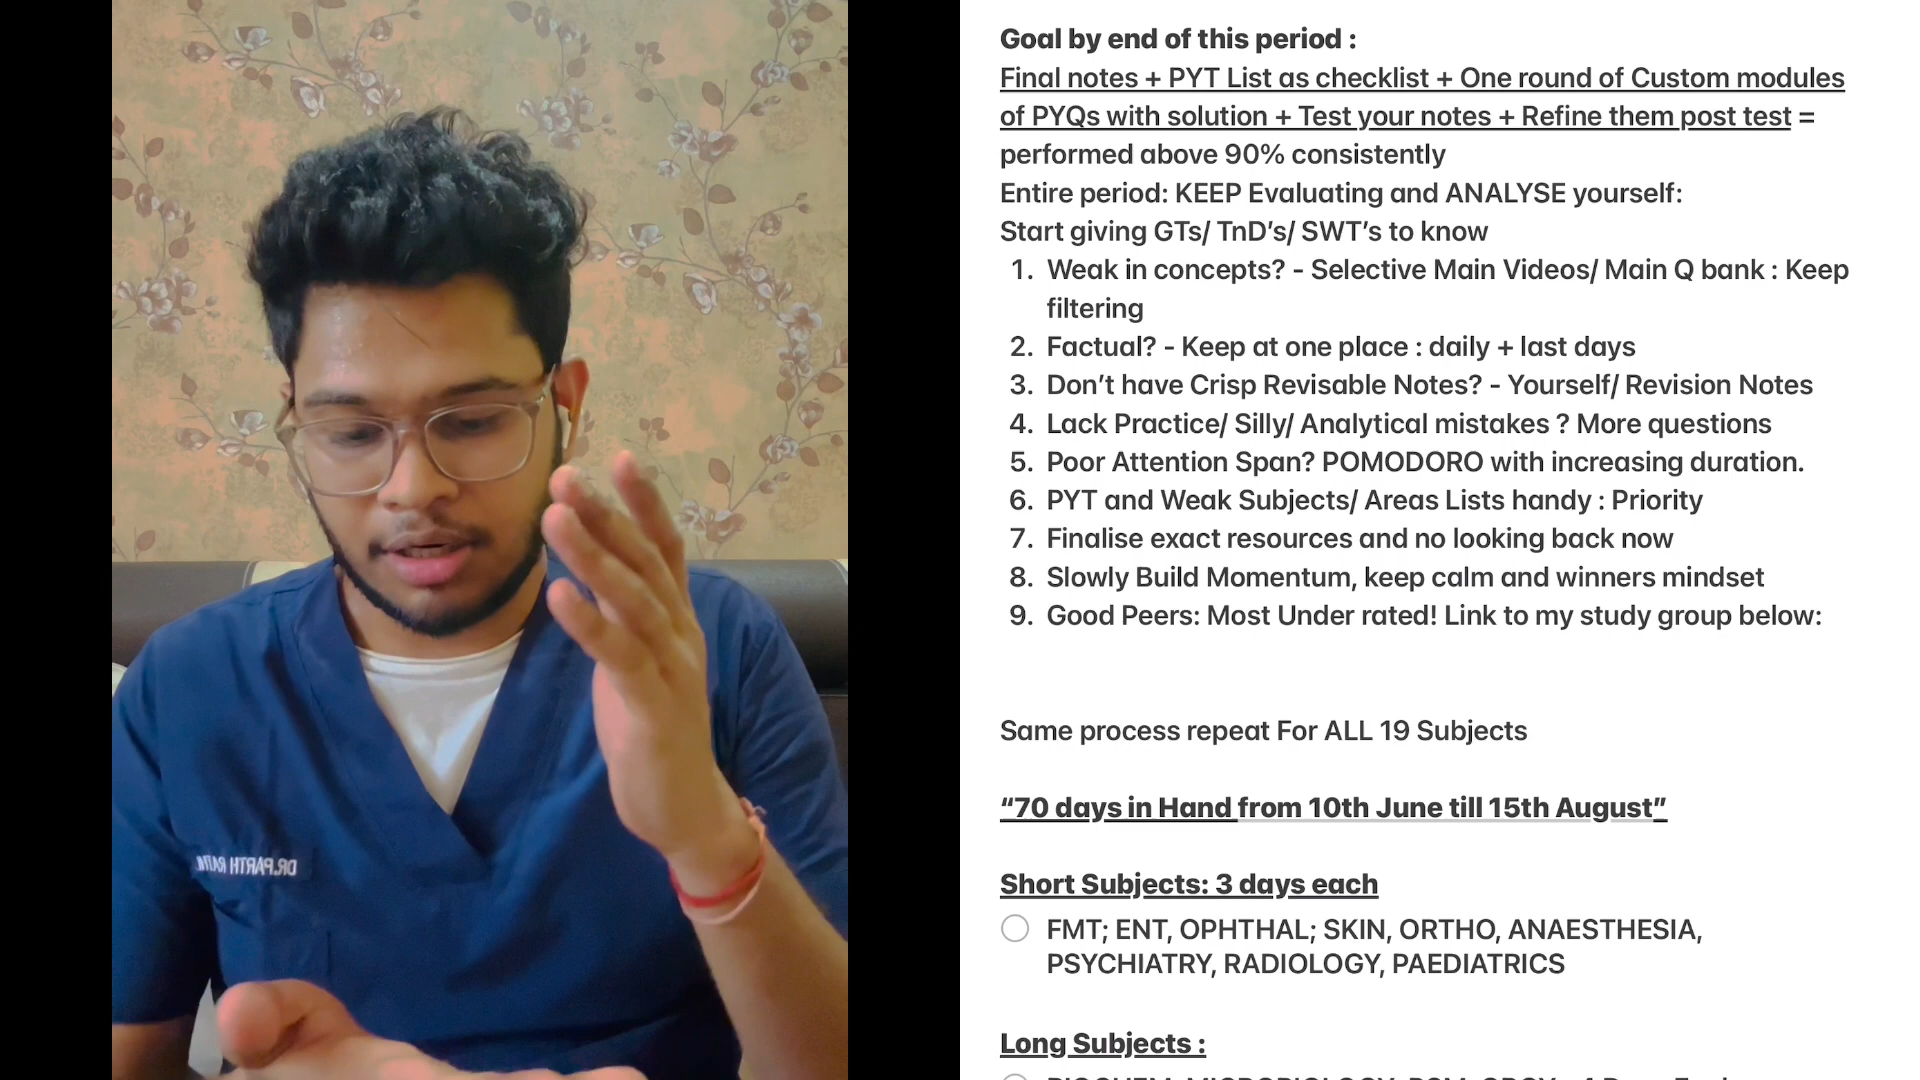 Goal by end of this period :
Final notes + PYT List as checklist + One round of Custom modules
of PYQs with solution + Test your notes + Refine them post test =
performed above 90% consistently
Entire period: KEEP Evaluating and ANALYSE yourself:
Start giving GTs/ TnD’s/ SWT’s to know
1. Weak in concepts? - Selective Main Videos/ Main Q bank : Keep
filtering
2. Factual? - Keep at one place : daily + last days
3. Don’t have Crisp Revisable Notes? - Yourself/ Revision Notes
4. Lack Practice/ Silly/ Analytical mistakes ? More questions
5. Poor Attention Span? POMODORO with increasing duration.
6. PYT and Weak Subjects/ Areas Lists handy : Priority
7. Finalise exact resources and no looking back now
8. Slowly Build Momentum, keep calm and winners mindset
9. Good Peers: Most Under rated! Link to my study group below:
Same process repeat For ALL 19 Subjects
“70 days in Hand from 10th June till 15th August”
Short Subjects: 3 days each
FMT; ENT, OPHTHAL; SKIN, ORTHO, ANAESTHESIA,
PSYCHIATRY, RADIOLOGY, PAEDIATRICS
Long Subjects :
DR.PARTH